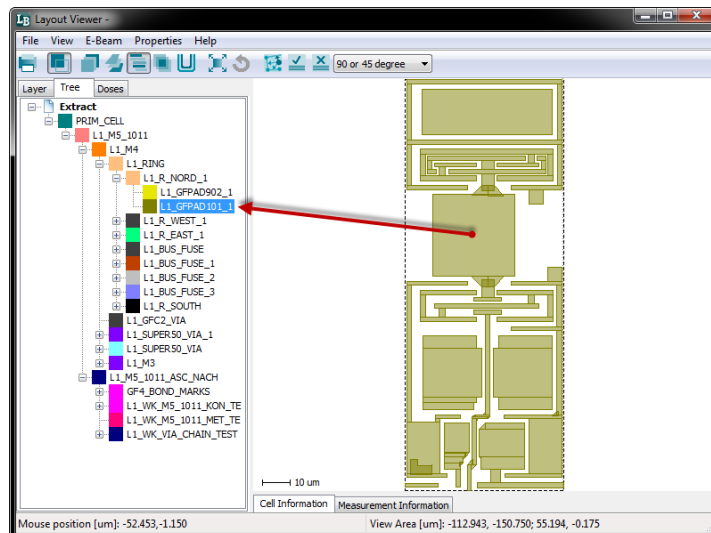 LB Layout Viewer -
File View E-Beam Properties Help
90 or 45 degree
Layer Tree Doses
Extract
PRIM_CELL
L1_M5_1011
L1_M4
L1_RING
L1_R_NORD_1
L1_GFPAD902_1
L1_GFPAD101_1
L1_R_WEST_1
L1_R_EAST_1
L1_BUS_FUSE
L1_BUS_FUSE_1
L1_BUS_FUSE_2
L1_BUS_FUSE_3
L1_R_SOUTH
L1_GFC2_VIA
L1_SUPER50_VIA_1
L1_SUPER50_VIA
L1_M3
L1_M5_1011_ASC_NACH
GF4_BOND_MARKS
L1_WK_M5_1011_KON_TE
L1_WK_M5_1011_MET_TE
L1_WK_VIA_CHAIN_TEST
10 um
Cell Information Measurement Information
Mouse position [um]: -52.453,-1.150 View Area [um]: -112.943, -150.750; 55.194, -0.175